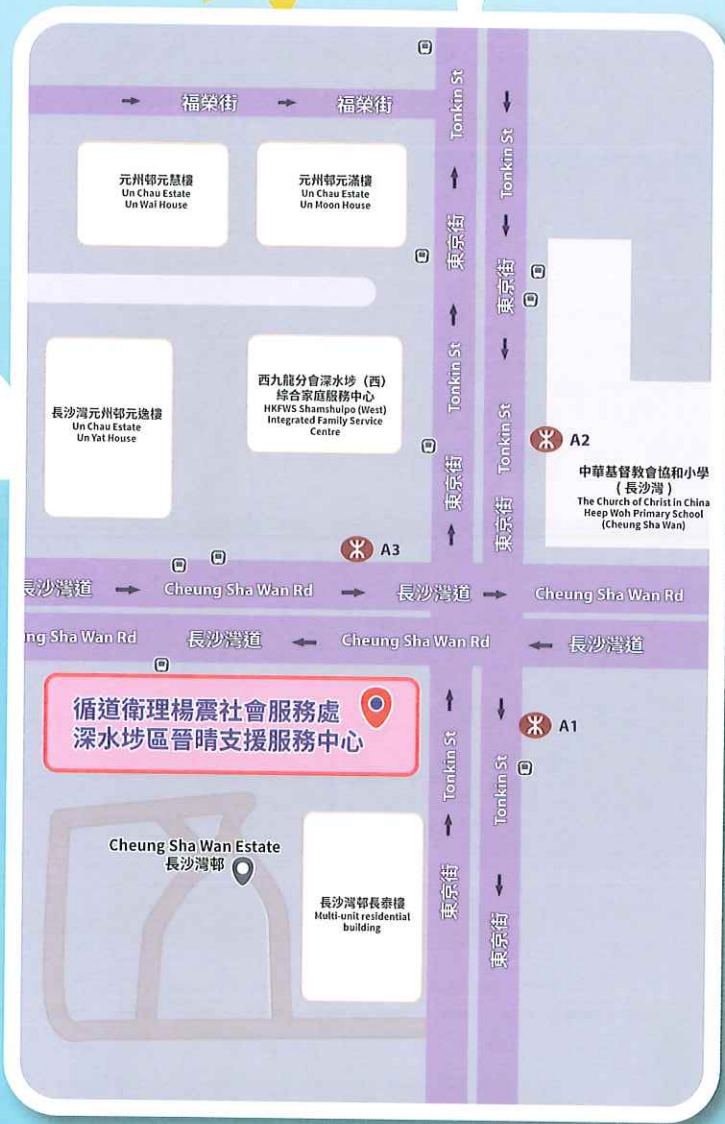 福榮街
福榮街
Tonkin St
Tonkin St
元州邨元慧樓
Un Chau Estate
Un Wai House
元州邨元滿樓
Un Chau Estate
Un Moon House
東京街
東京街
長沙灣元州邨元逸樓
Un Chau Estate
Un Yat House
西九龍分會深水埗（西）
綜合家庭服務中心
HKFWS Shamshuipo (West)
Integrated Family Service
Centre
Tonkin St
Tonkin St
A2
中華基督教會協和小學
（長沙灣）
The Church of Christ in China
Heep Woh Primary School
(Cheung Sha Wan)
東京街
東京街
A3
長沙灣道
Cheung Sha Wan Rd
長沙灣道
Cheung Sha Wan Rd
ng Sha Wan Rd
長沙灣道
Cheung Sha Wan Rd
長沙灣道
循道衛理楊震社會服務處
深水埗區晉晴支援服務中心
A1
Tonkin St
Tonkin St
Cheung Sha Wan Estate
長沙灣邨
長沙灣邨長泰樓
Multi-unit residential
building
東京街
東京街